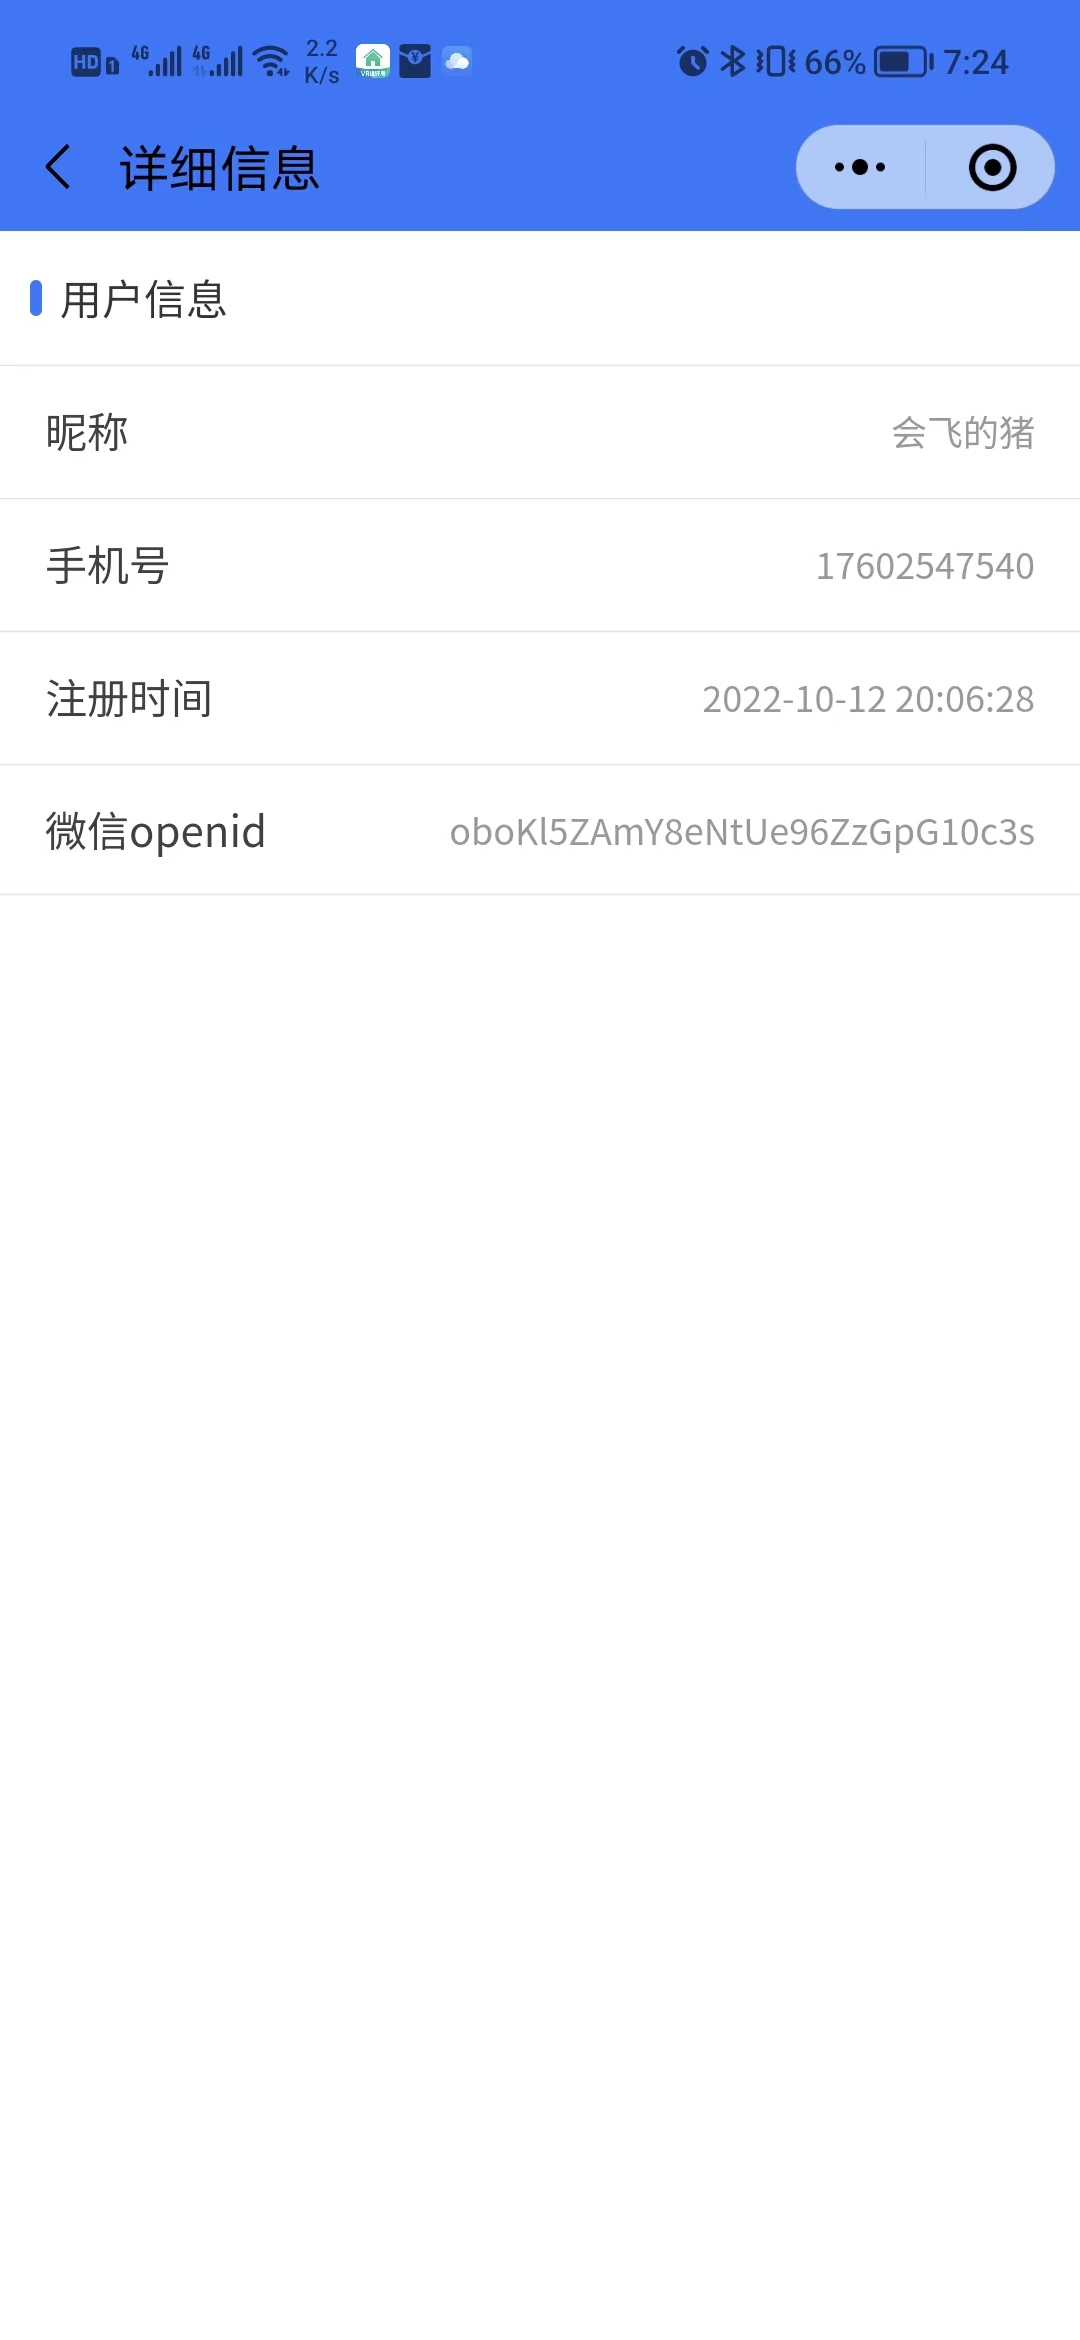 HD 1 4G 4G 2.2 K/s 66% 7:24
详细信息
用户信息
昵称 会飞的猪
手机号 17602547540
注册时间 2022-10-12 20:06:28
微信openid oboKl5ZAmY8eNtUe96ZzGpG10c3s